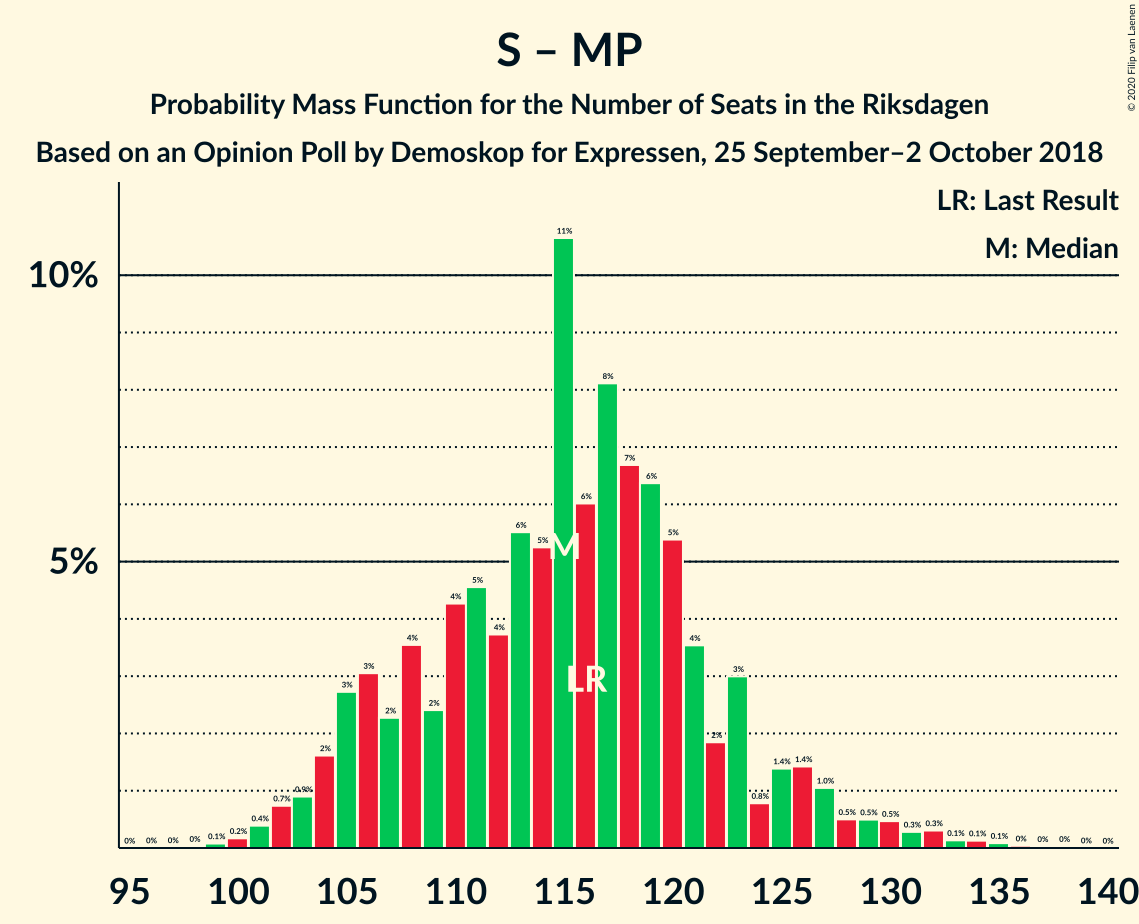 © 2020 Filip van Laenen
S – MP
Probability Mass Function for the Number of Seats in the Riksdagen
Based on an Opinion Poll by Demoskop for Expressen, 25 September–2 October 2018
LR: Last Result
M: Median
10%
5%
0% 0% 0% 0% 0.1% 0.2% 0.4% 0.7% 0.9% 2% 3% 3% 2% 4% 2% 4% 5% 4% 6% 5% 11% 6% 8% 7% 6% 5% 4% 2% 3% 0.8% 1.4% 1.4% 1.0% 0.5% 0.5% 0.5% 0.3% 0.3% 0.1% 0.1% 0.1% 0% 0% 0% 0% 0%
M
LR
95 100 105 110 115 120 125 130 135 140